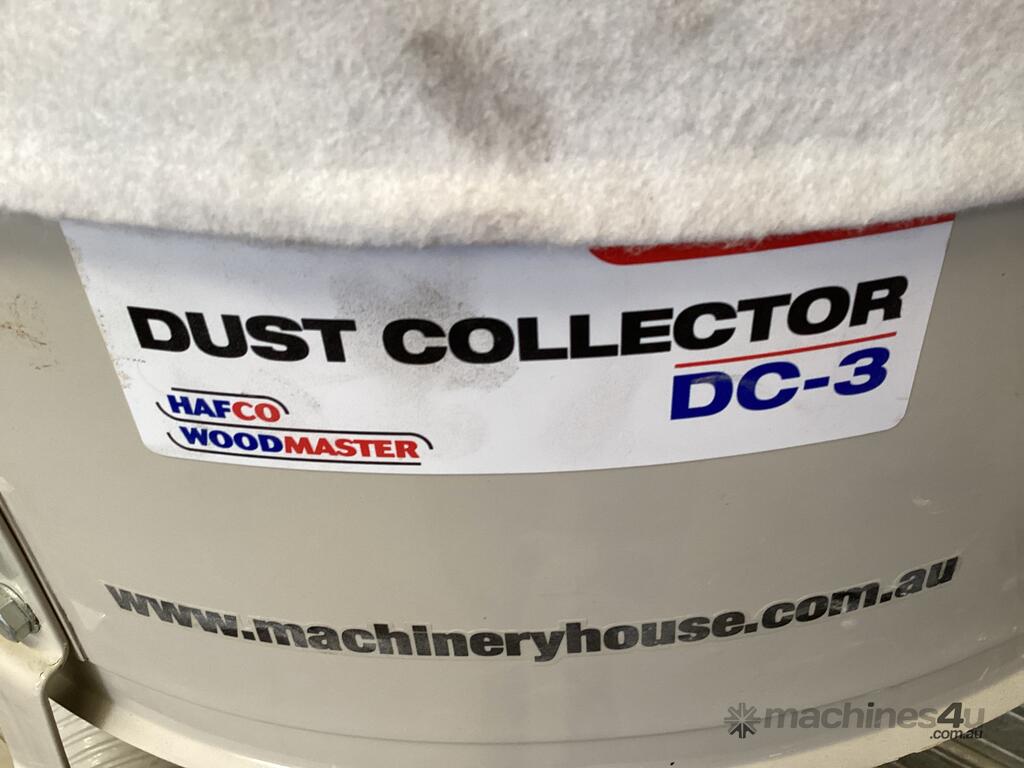 DUST COLLECTOR
DC-3
HAFCO
WOODMASTER
www.machineryhouse.com.au
machines4u
.com.au